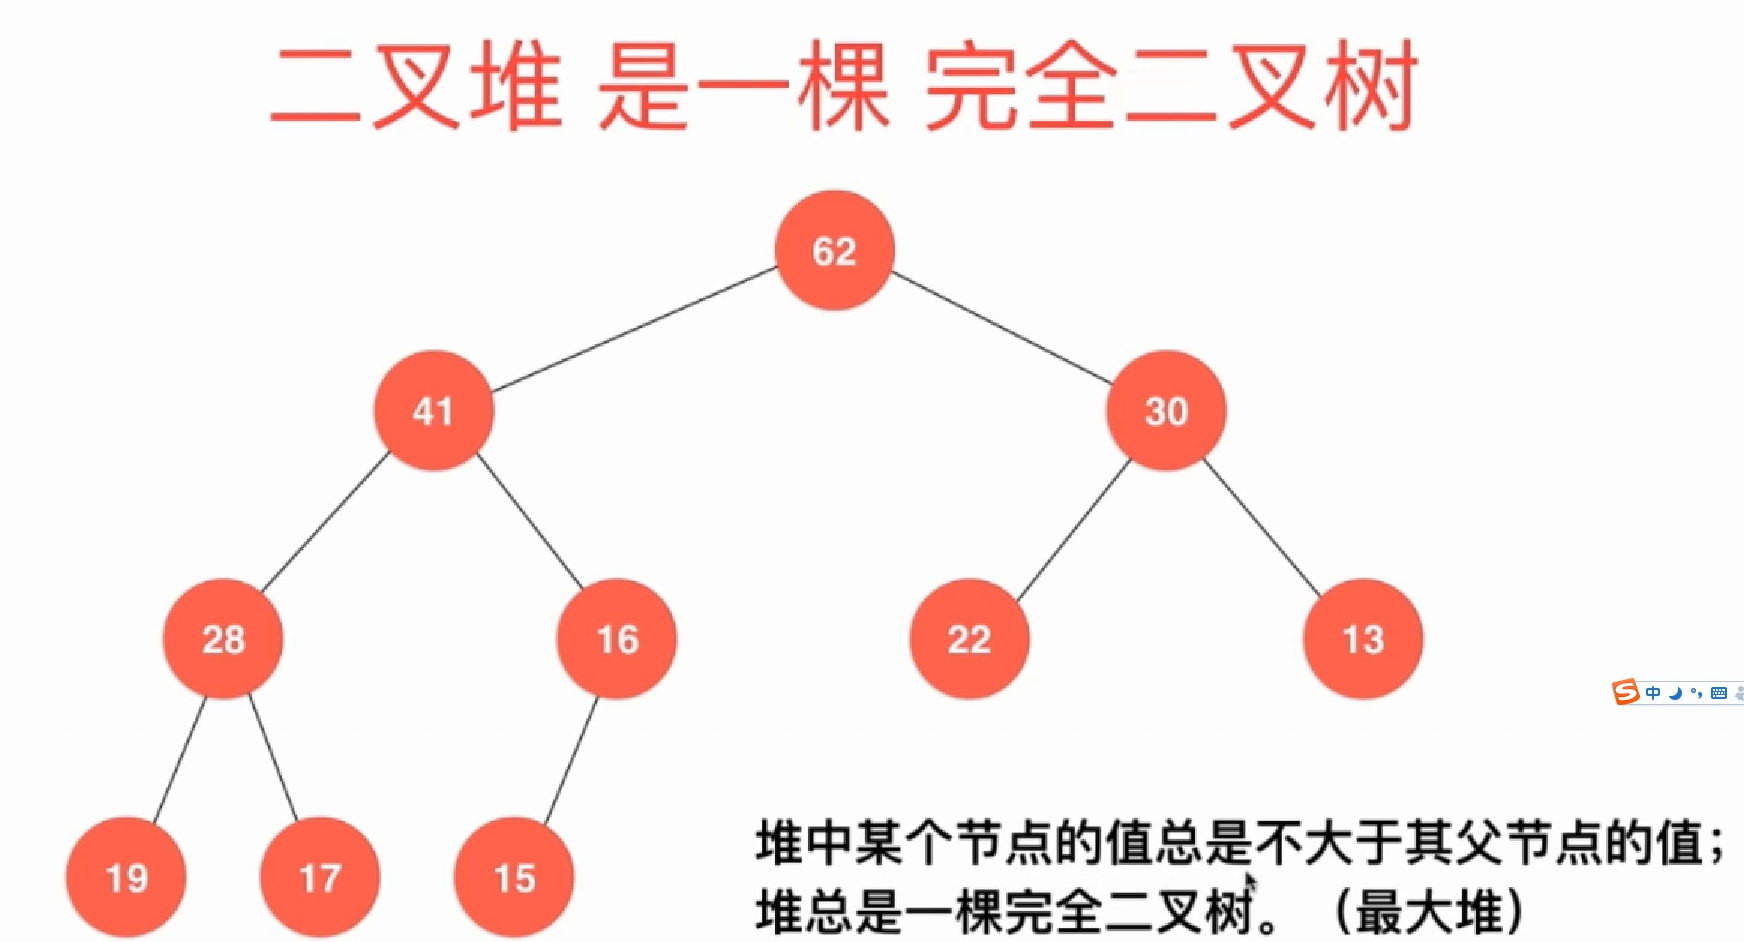 二叉堆 是一棵 完全二叉树
62
41
30
28
16
22
13
中
19
17
15
堆中某个节点的值总是不大于其父节点的值；
堆总是一棵完全二叉树。（最大堆）